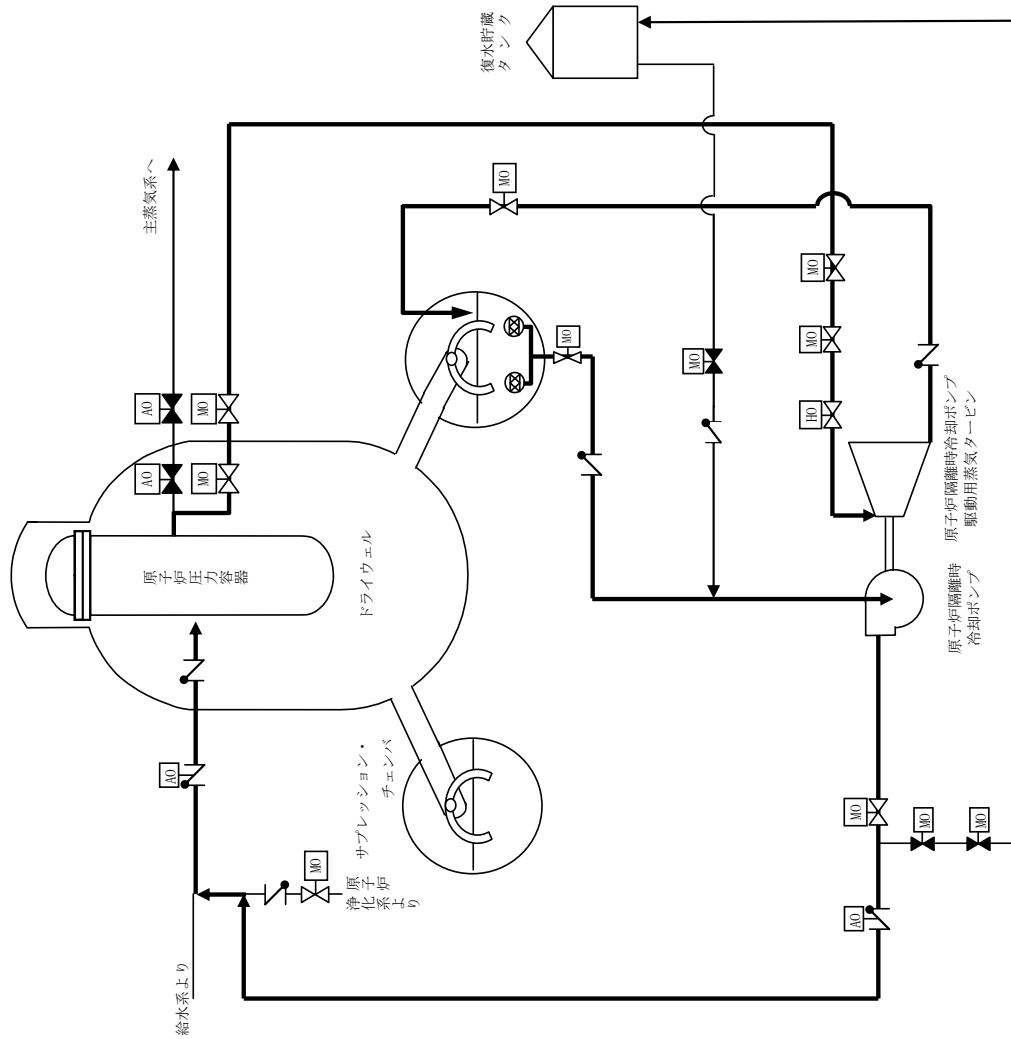 復水貯蔵
タンク
主蒸気系へ
MO
AO
AO
MO
MO
MO
MO
HO
MO
MO
原子炉圧力容器
ドライウェル
原子炉隔離時冷却ポンプ
駆動用蒸気タービン
原子炉隔離時
冷却ポンプ
AO
サプレッション・
チェンバ
MO
原子炉
浄化系より
給水系より
MO
MO
MO
AO